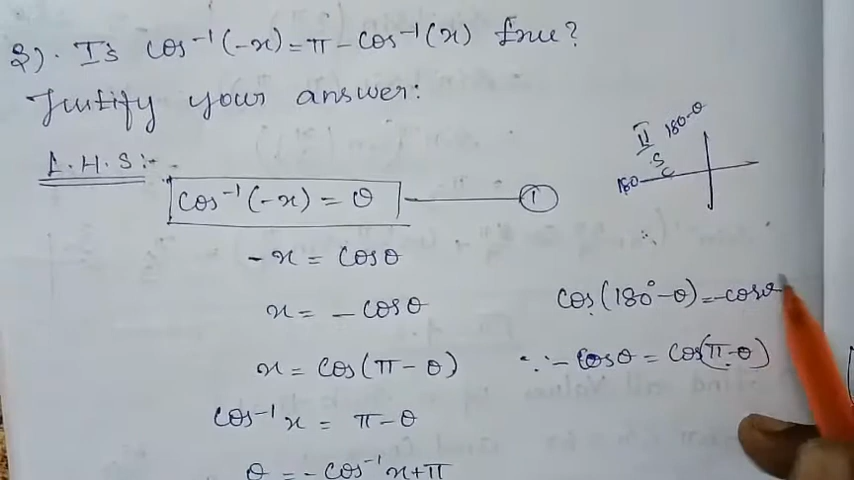 Q). Is cos⁻¹(-x) = π - cos⁻¹(x) true?
Justify your answer:
L.H.S:-
cos⁻¹(-x) = θ ——— ①
-x = cosθ
x = -cosθ
x = cos(π - θ)
cos⁻¹x = π - θ
θ = -cos⁻¹x + π
II 180-θ
S
180 C
cos(180° - θ) = -cosθ
∴ -cosθ = cos(π - θ)